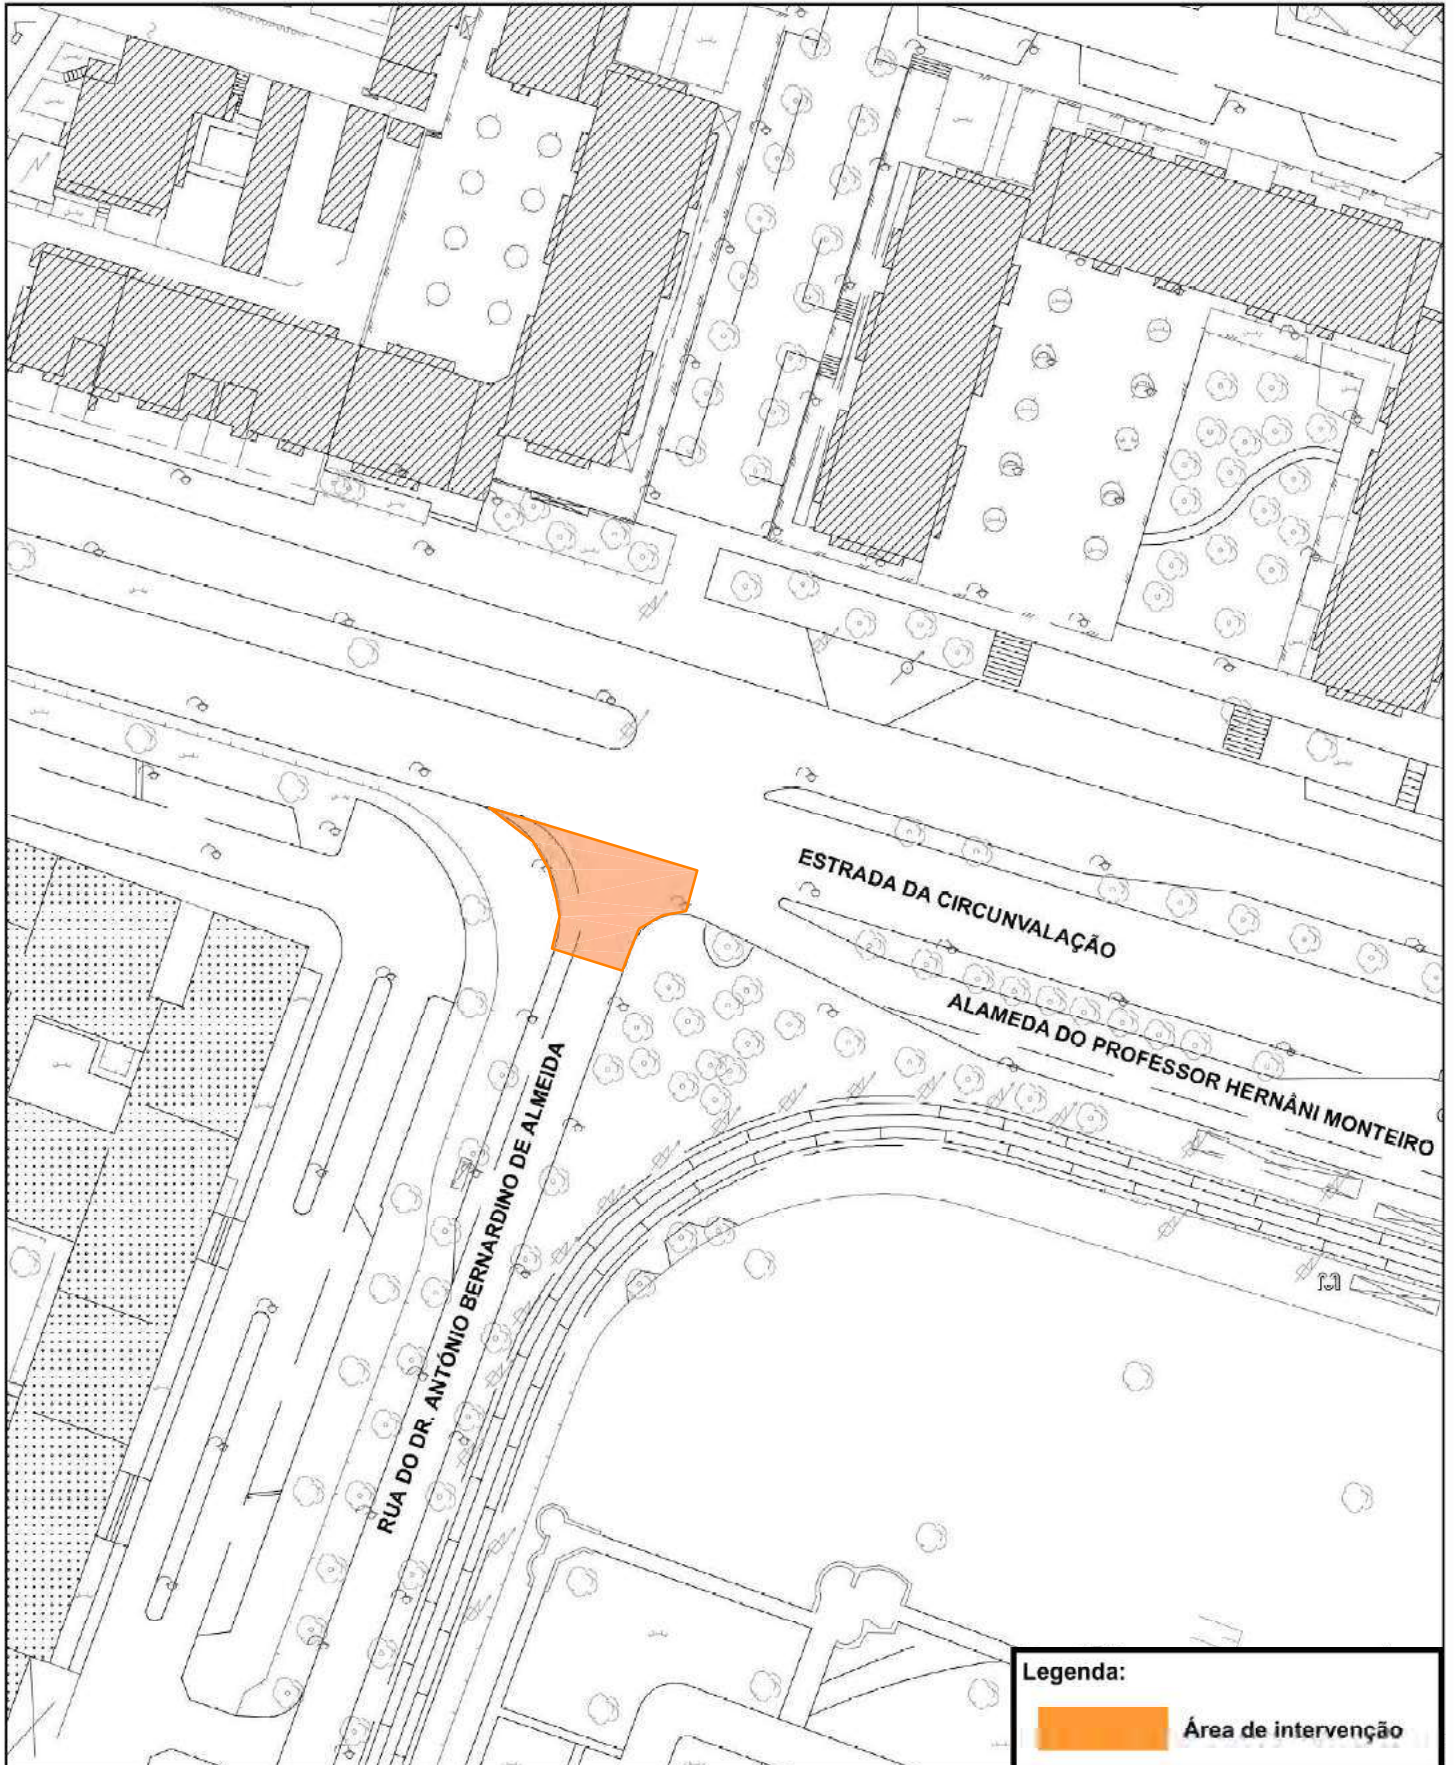 ESTRADA DA CIRCUNVALAÇÃO
ALAMEDA DO PROFESSOR HERNÂNI MONTEIRO
RUA DO DR. ANTÓNIO BERNARDINO DE ALMEIDA
Legenda:
Área de intervenção